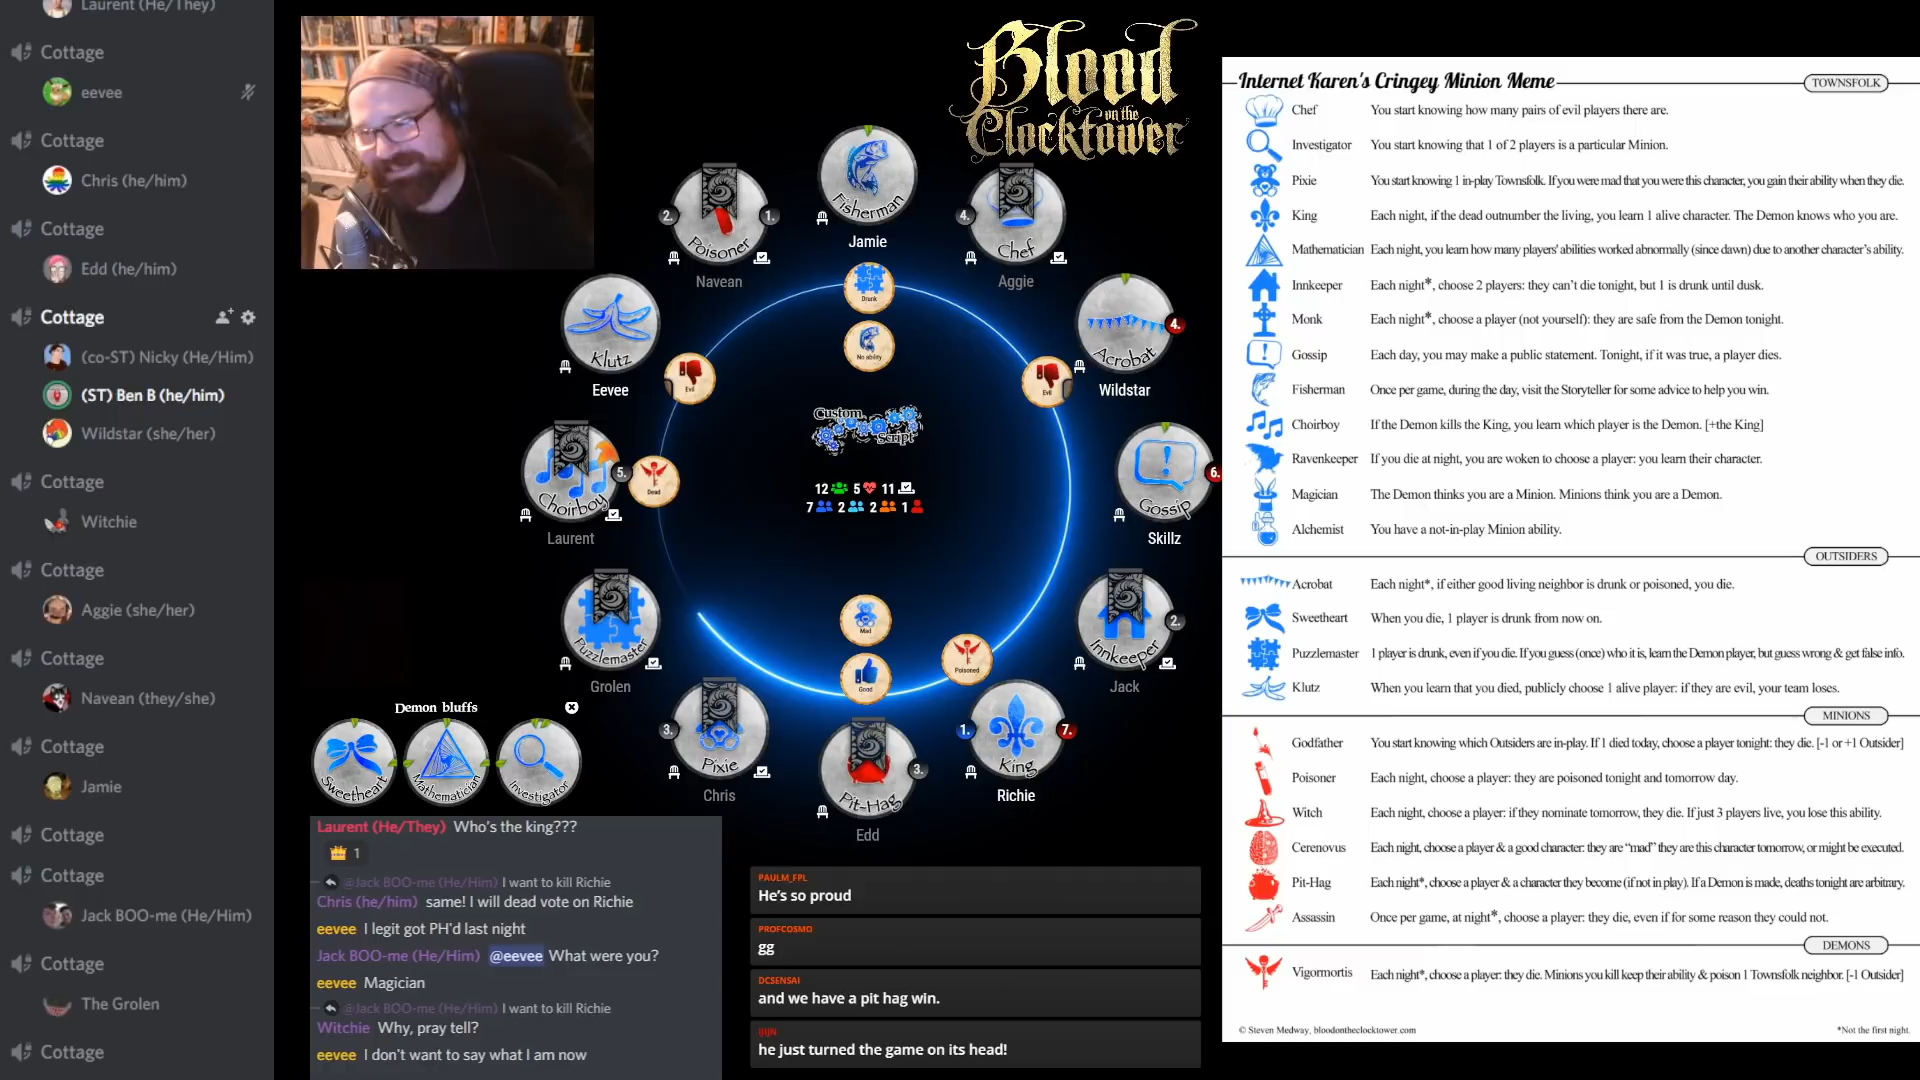 Laurent (He/They)
Cottage
eevee
Cottage
Chris (he/him)
Cottage
Edd (he/him)
Cottage
(co-ST) Nicky (He/Him)
(ST) Ben B (he/him)
Wildstar (she/her)
Cottage
Witchie
Cottage
Aggie (she/her)
Cottage
Navean (they/she)
Cottage
Jamie
Cottage
Cottage
Jack BOO-me (He/Him)
Cottage
The Grolen
Cottage
Blood
on the
Clocktower
Fisherman
Jamie
4.
Chef
Aggie
Acrobat
4.
Wildstar
Gossip
6.
Skillz
Innkeeper
2.
Jack
1.
King
7.
Richie
Pit-Hag
3.
Edd
3.
Pixie
Chris
Puzzlemaster
Grolen
Choirboy
5.
Laurent
Klutz
Eevee
2.
Poisoner
1.
Navean
Drunk
No ability
Evil
Evil
Dead
Mad
Good
Poisoned
Custom
Script
12 5 11
7 2 2 1
Demon bluffs
Sweetheart
Mathematician
Investigator
Laurent (He/They) Who's the king???
1
@Jack BOO-me (He/Him) I want to kill Richie
Chris (he/him) same! I will dead vote on Richie
eevee I legit got PH'd last night
Jack BOO-me (He/Him) @eevee What were you?
eevee Magician
@Jack BOO-me (He/Him) I want to kill Richie
Witchie Why, pray tell?
eevee I don't want to say what I am now
PAULM_FPL
He's so proud
PROFCOSMO
gg
DCSENSAI
and we have a pit hag win.
he just turned the game on its head!
Internet Karen's Cringey Minion Meme
TOWNSFOLK
Chef You start knowing how many pairs of evil players there are.
Investigator You start knowing that 1 of 2 players is a particular Minion.
Pixie You start knowing 1 in-play Townsfolk. If you were mad that you were this character, you gain their ability when they die.
King Each night, if the dead outnumber the living, you learn 1 alive character. The Demon knows who you are.
Mathematician Each night, you learn how many players' abilities worked abnormally (since dawn) due to another character's ability.
Innkeeper Each night*, choose 2 players: they can't die tonight, but 1 is drunk until dusk.
Monk Each night*, choose a player (not yourself): they are safe from the Demon tonight.
Gossip Each day, you may make a public statement. Tonight, if it was true, a player dies.
Fisherman Once per game, during the day, visit the Storyteller for some advice to help you win.
Choirboy If the Demon kills the King, you learn which player is the Demon. [+the King]
Ravenkeeper If you die at night, you are woken to choose a player: you learn their character.
Magician The Demon thinks you are a Minion. Minions think you are a Demon.
Alchemist You have a not-in-play Minion ability.
OUTSIDERS
Acrobat Each night*, if either good living neighbor is drunk or poisoned, you die.
Sweetheart When you die, 1 player is drunk from now on.
Puzzlemaster 1 player is drunk, even if you die. If you guess (once) who it is, learn the Demon player, but guess wrong & get false info.
Klutz When you learn that you died, publicly choose 1 alive player: if they are evil, your team loses.
MINIONS
Godfather You start knowing which Outsiders are in-play. If 1 died today, choose a player tonight: they die. [-1 or +1 Outsider]
Poisoner Each night, choose a player: they are poisoned tonight and tomorrow day.
Witch Each night, choose a player: if they nominate tomorrow, they die. If just 3 players live, you lose this ability.
Cerenovus Each night, choose a player & a good character: they are “mad” they are this character tomorrow, or might be executed.
Pit-Hag Each night*, choose a player & a character they become (if not in play). If a Demon is made, deaths tonight are arbitrary.
Assassin Once per game, at night*, choose a player: they die, even if for some reason they could not.
DEMONS
Vigormortis Each night*, choose a player: they die. Minions you kill keep their ability & poison 1 Townsfolk neighbor. [-1 Outsider]
© Steven Medway, bloodontheclocktower.com
*Not the first night.